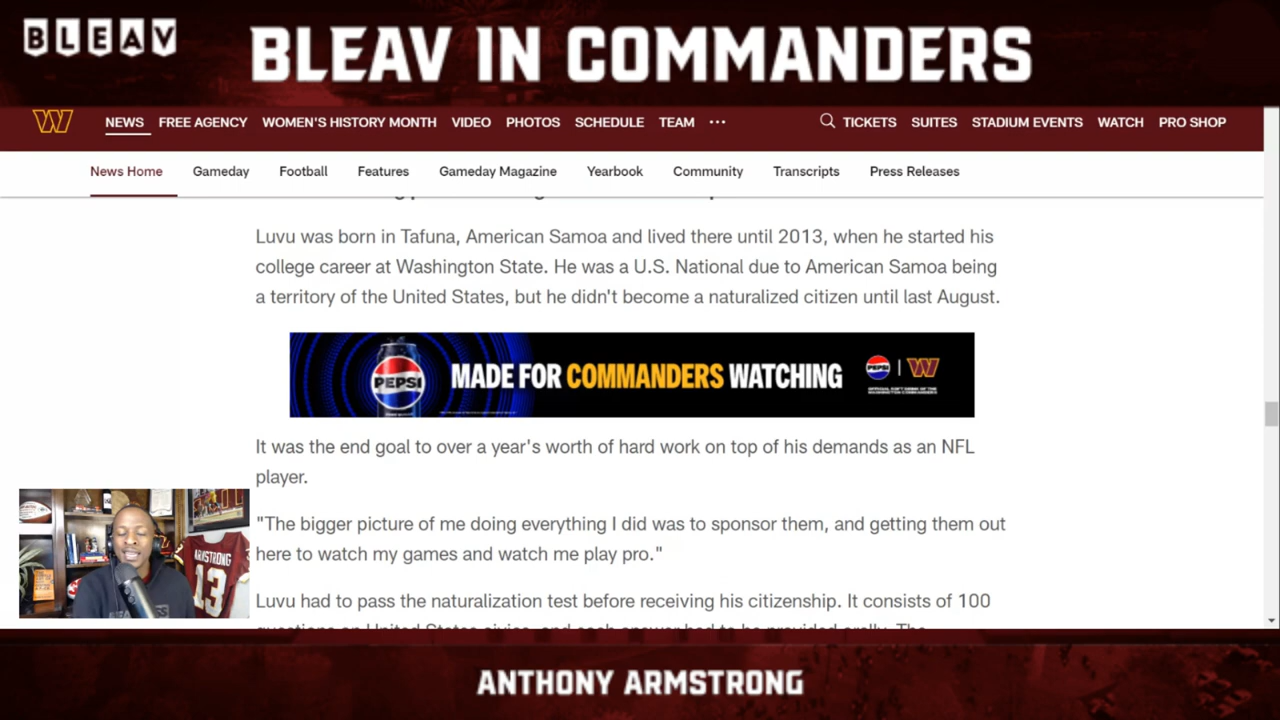 BLEAV
BLEAV IN COMMANDERS
NEWS FREE AGENCY WOMEN'S HISTORY MONTH VIDEO PHOTOS SCHEDULE TEAM ••• TICKETS SUITES STADIUM EVENTS WATCH PRO SHOP
News Home Gameday Football Features Gameday Magazine Yearbook Community Transcripts Press Releases
Luvu was born in Tafuna, American Samoa and lived there until 2013, when he started his
college career at Washington State. He was a U.S. National due to American Samoa being
a territory of the United States, but he didn't become a naturalized citizen until last August.
PEPSI MADE FOR COMMANDERS WATCHING PEPSI | W
It was the end goal to over a year's worth of hard work on top of his demands as an NFL
player.
"The bigger picture of me doing everything I did was to sponsor them, and getting them out
here to watch my games and watch me play pro."
ARMSTRONG
13
Luvu had to pass the naturalization test before receiving his citizenship. It consists of 100
ANTHONY ARMSTRONG